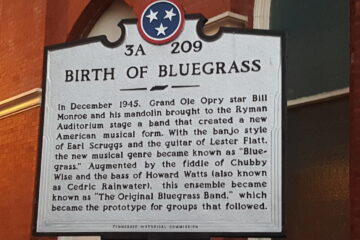 3A 209
BIRTH OF BLUEGRASS
In December 1945, Grand Ole Opry star Bill
Monroe and his mandolin brought to the Ryman
Auditorium stage a band that created a new
American musical form. With the banjo style
of Earl Scruggs and the guitar of Lester Flatt,
the new musical genre became known as "Blue-
grass." Augmented by the fiddle of Chubby
Wise and the bass of Howard Watts (also known
as Cedric Rainwater), this ensemble became
known as "The Original Bluegrass Band," which
became the prototype for groups that followed.
TENNESSEE HISTORICAL COMMISSION